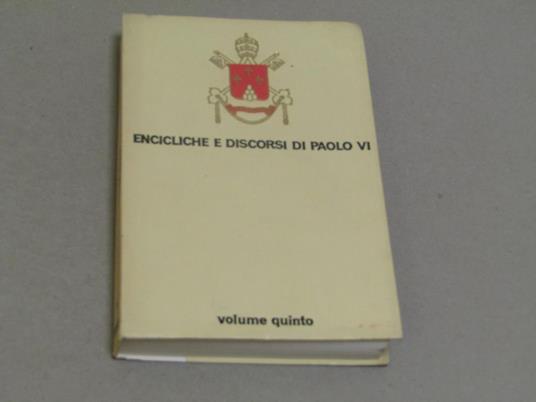 ENCICLICHE E DISCORSI DI PAOLO VI
volume quinto